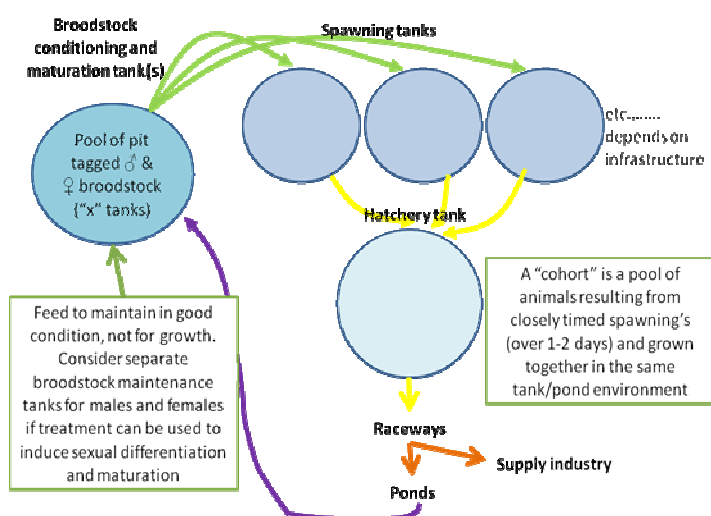 Broodstock
conditioning and
maturation tank(s)
Spawning tanks
Pool of pit
tagged ♂ &
♀ broodstock
("x" tanks)
etc.......
depends on
infrastructure
Hatchery tank
Feed to maintain in good
condition, not for growth.
Consider separate
broodstock maintenance
tanks for males and females
if treatment can be used to
induce sexual differentiation
and maturation
A "cohort" is a pool of
animals resulting from
closely timed spawning's
(over 1-2 days) and grown
together in the same
tank/pond environment
Raceways
Supply industry
Ponds